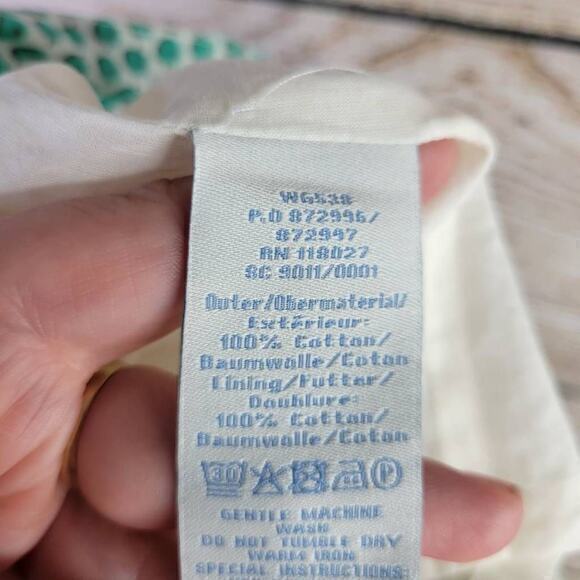 WG538
P.O 872996/
872997
RN 118027
SC 9011/0001
Outer/Obermaterial/
Extérieur:
100% Cotton/
Baumwolle/Coton
Lining/Futter/
Doublure:
100% Cotton/
Baumwolle/Coton
30 P
GENTLE MACHINE
WASH
DO NOT TUMBLE DRY
WARM IRON
SPECIAL INSTRUCTIONS: